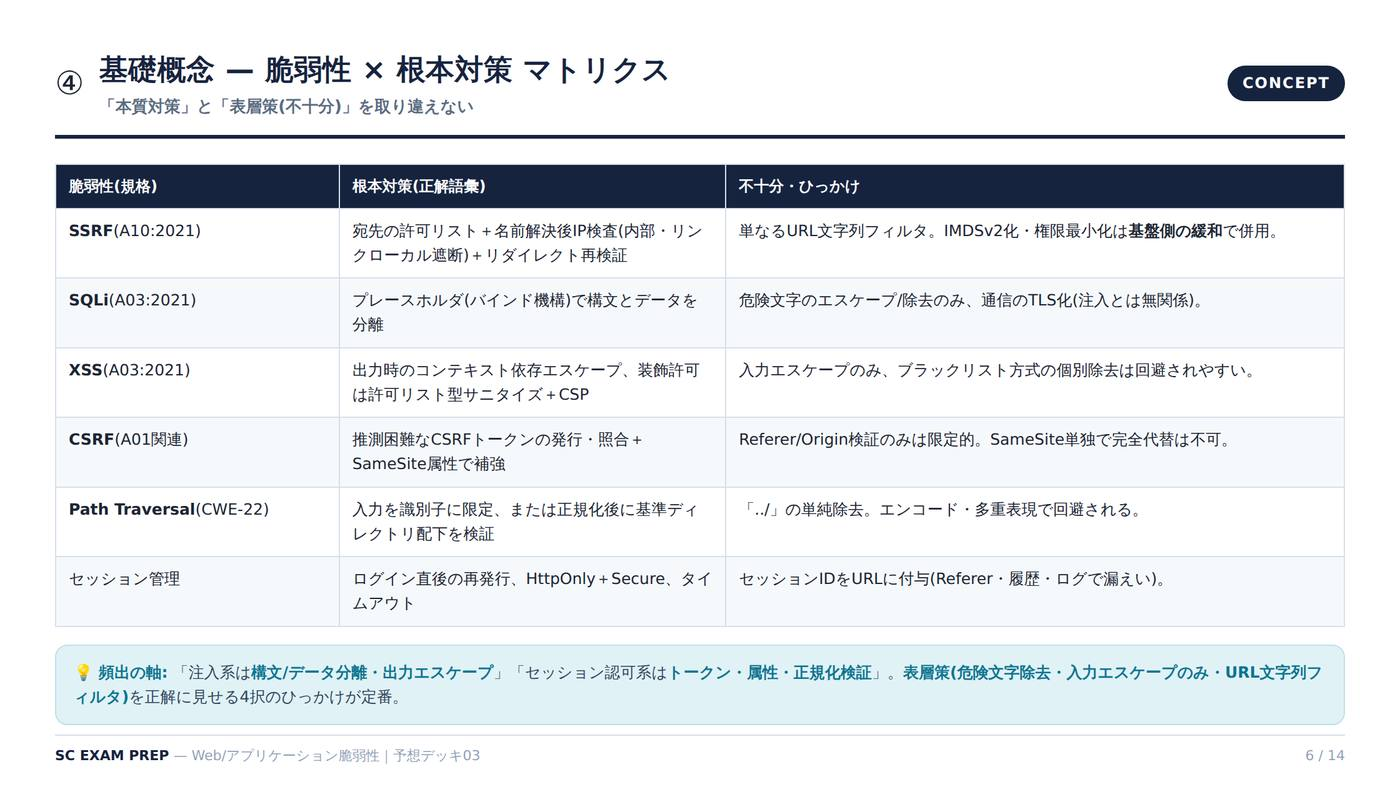 ④
基礎概念 — 脆弱性 × 根本対策 マトリクス
「本質対策」と「表層策(不十分)」を取り違えない
CONCEPT
脆弱性(規格)
根本対策(正解語彙)
不十分・ひっかけ
SSRF(A10:2021)
宛先の許可リスト＋名前解決後IP検査(内部・リン
クローカル遮断)＋リダイレクト再検証
単なるURL文字列フィルタ。IMDSv2化・権限最小化は基盤側の緩和で併用。
SQLi(A03:2021)
プレースホルダ(バインド機構)で構文とデータを
分離
危険文字のエスケープ/除去のみ、通信のTLS化(注入とは無関係)。
XSS(A03:2021)
出力時のコンテキスト依存エスケープ、装飾許可
は許可リスト型サニタイズ＋CSP
入力エスケープのみ、ブラックリスト方式の個別除去は回避されやすい。
CSRF(A01関連)
推測困難なCSRFトークンの発行・照合＋
SameSite属性で補強
Referer/Origin検証のみは限定的。SameSite単独で完全代替は不可。
Path Traversal(CWE-22)
入力を識別子に限定、または正規化後に基準ディ
レクトリ配下を検証
「../」の単純除去。エンコード・多重表現で回避される。
セッション管理
ログイン直後の再発行、HttpOnly＋Secure、タイ
ムアウト
セッションIDをURLに付与(Referer・履歴・ログで漏えい)。
💡 頻出の軸: 「注入系は構文/データ分離・出力エスケープ」「セッション認可系はトークン・属性・正規化検証」。表層策(危険文字除去・入力エスケープのみ・URL文字列フ
ィルタ)を正解に見せる4択のひっかけが定番。
SC EXAM PREP — Web/アプリケーション脆弱性｜予想デッキ03
6 / 14